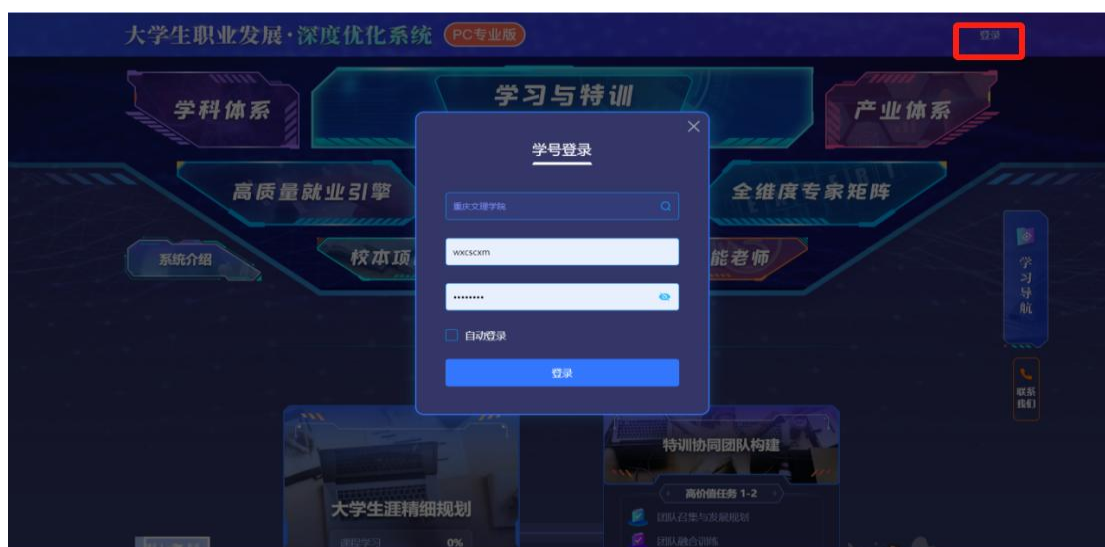 大学生职业发展·深度优化系统 PC专业版 登录
学科体系 学习与特训 产业体系
学号登录
高质量就业引擎 全维度专家矩阵
重庆文理学院
系统介绍 校本项 能老师
wxcscxm
学习导航
自动登录
登录
联系我们
特训协同团队构建
高价值任务 1-2
大学生涯精细规划
团队召集与发展规划
课程学习 0%
团队融合训练